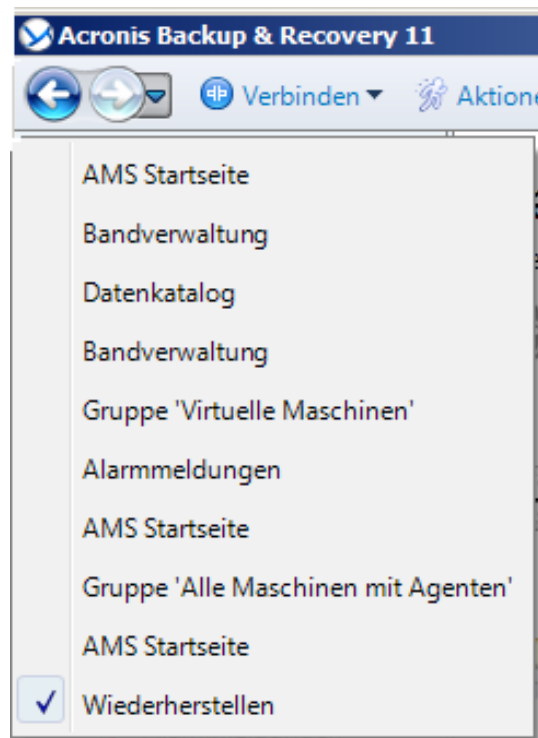 Acronis Backup & Recovery 11
Verbinden Aktione
AMS Startseite
Bandverwaltung
Datenkatalog
Bandverwaltung
Gruppe 'Virtuelle Maschinen'
Alarmmeldungen
AMS Startseite
Gruppe 'Alle Maschinen mit Agenten'
AMS Startseite
Wiederherstellen